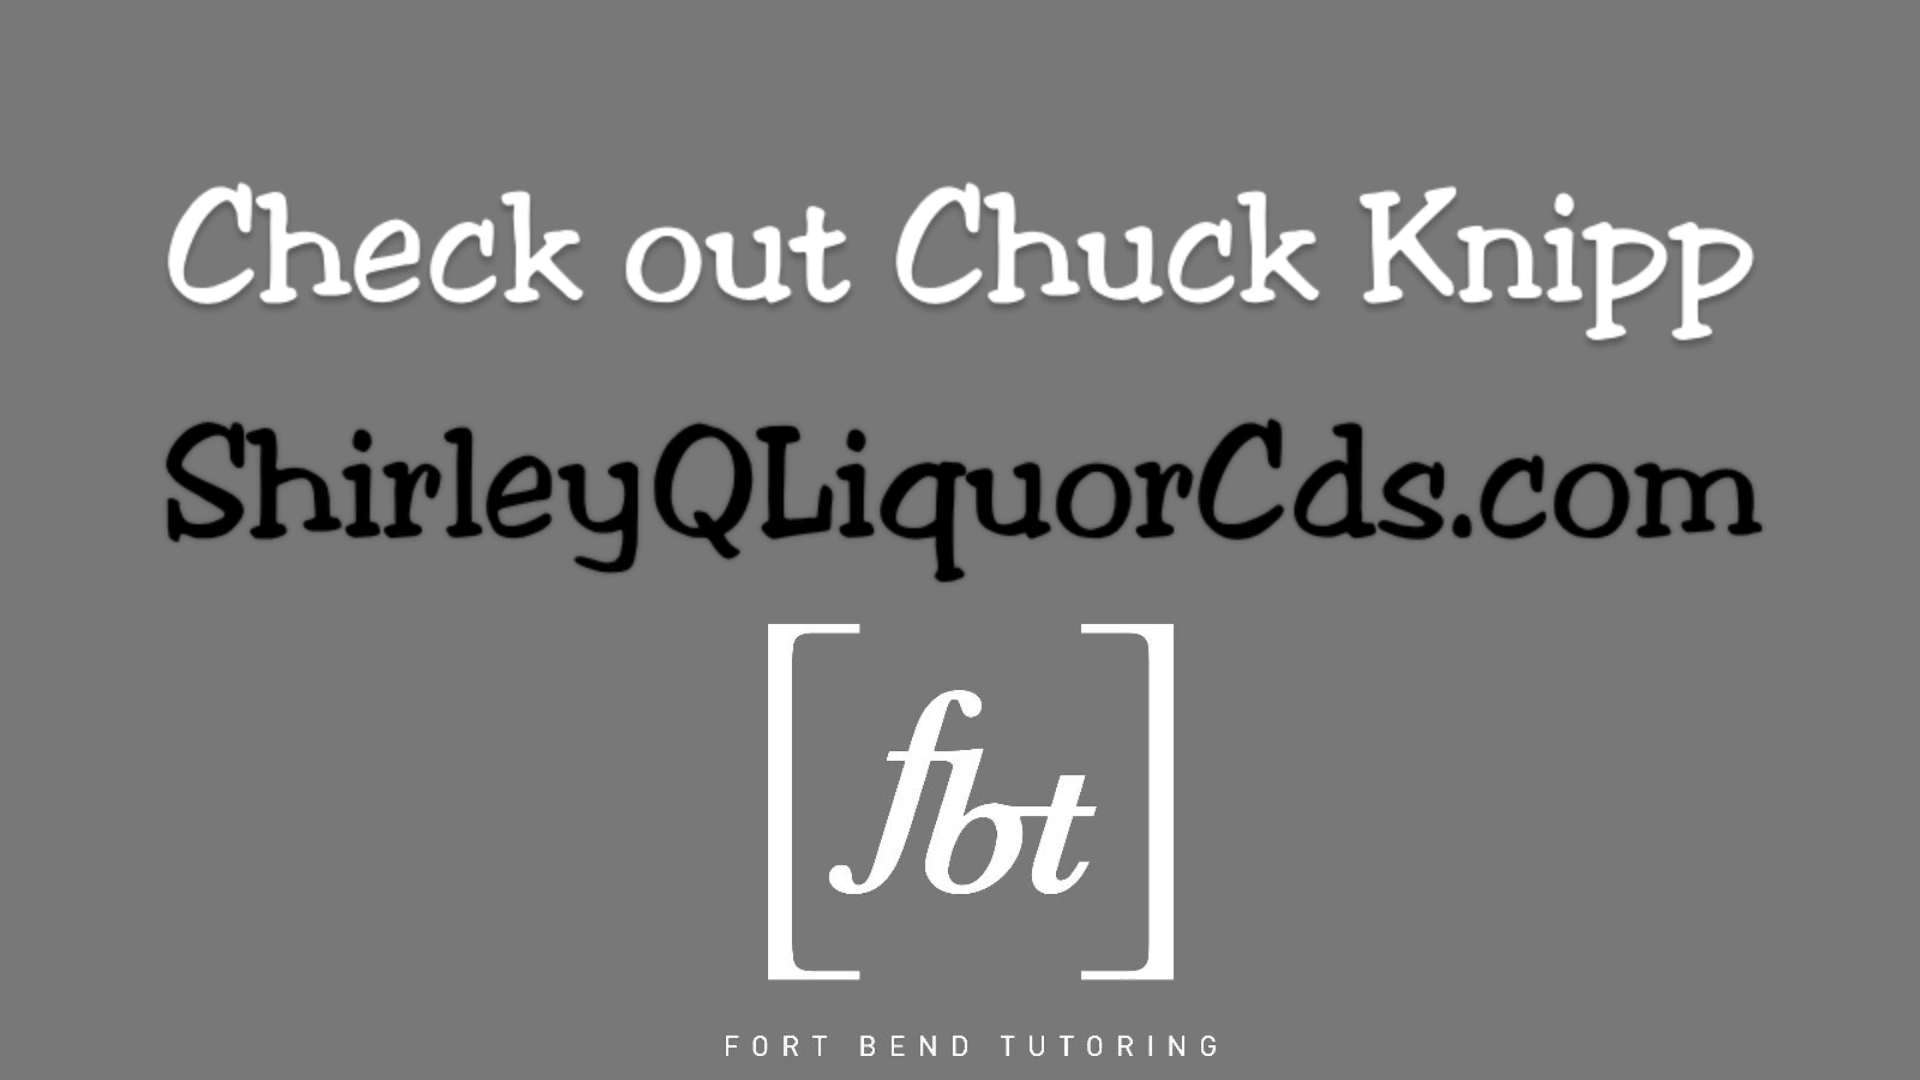 Check out Chuck Knipp
ShirleyQLiquorCds.com
[fbt]
FORT BEND TUTORING